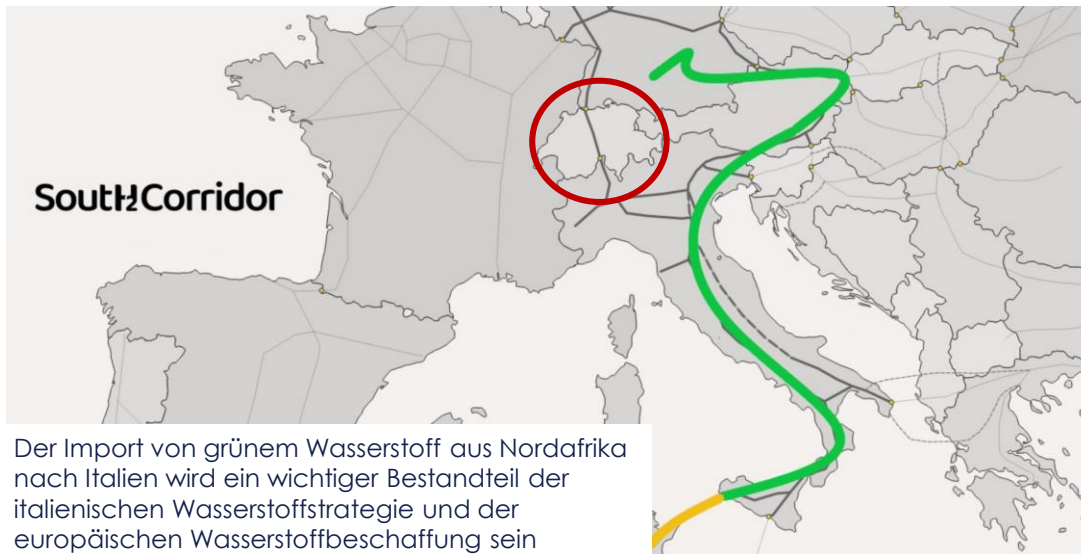 SoutH2Corridor
Der Import von grünem Wasserstoff aus Nordafrika
nach Italien wird ein wichtiger Bestandteil der
italienischen Wasserstoffstrategie und der
europäischen Wasserstoffbeschaffung sein